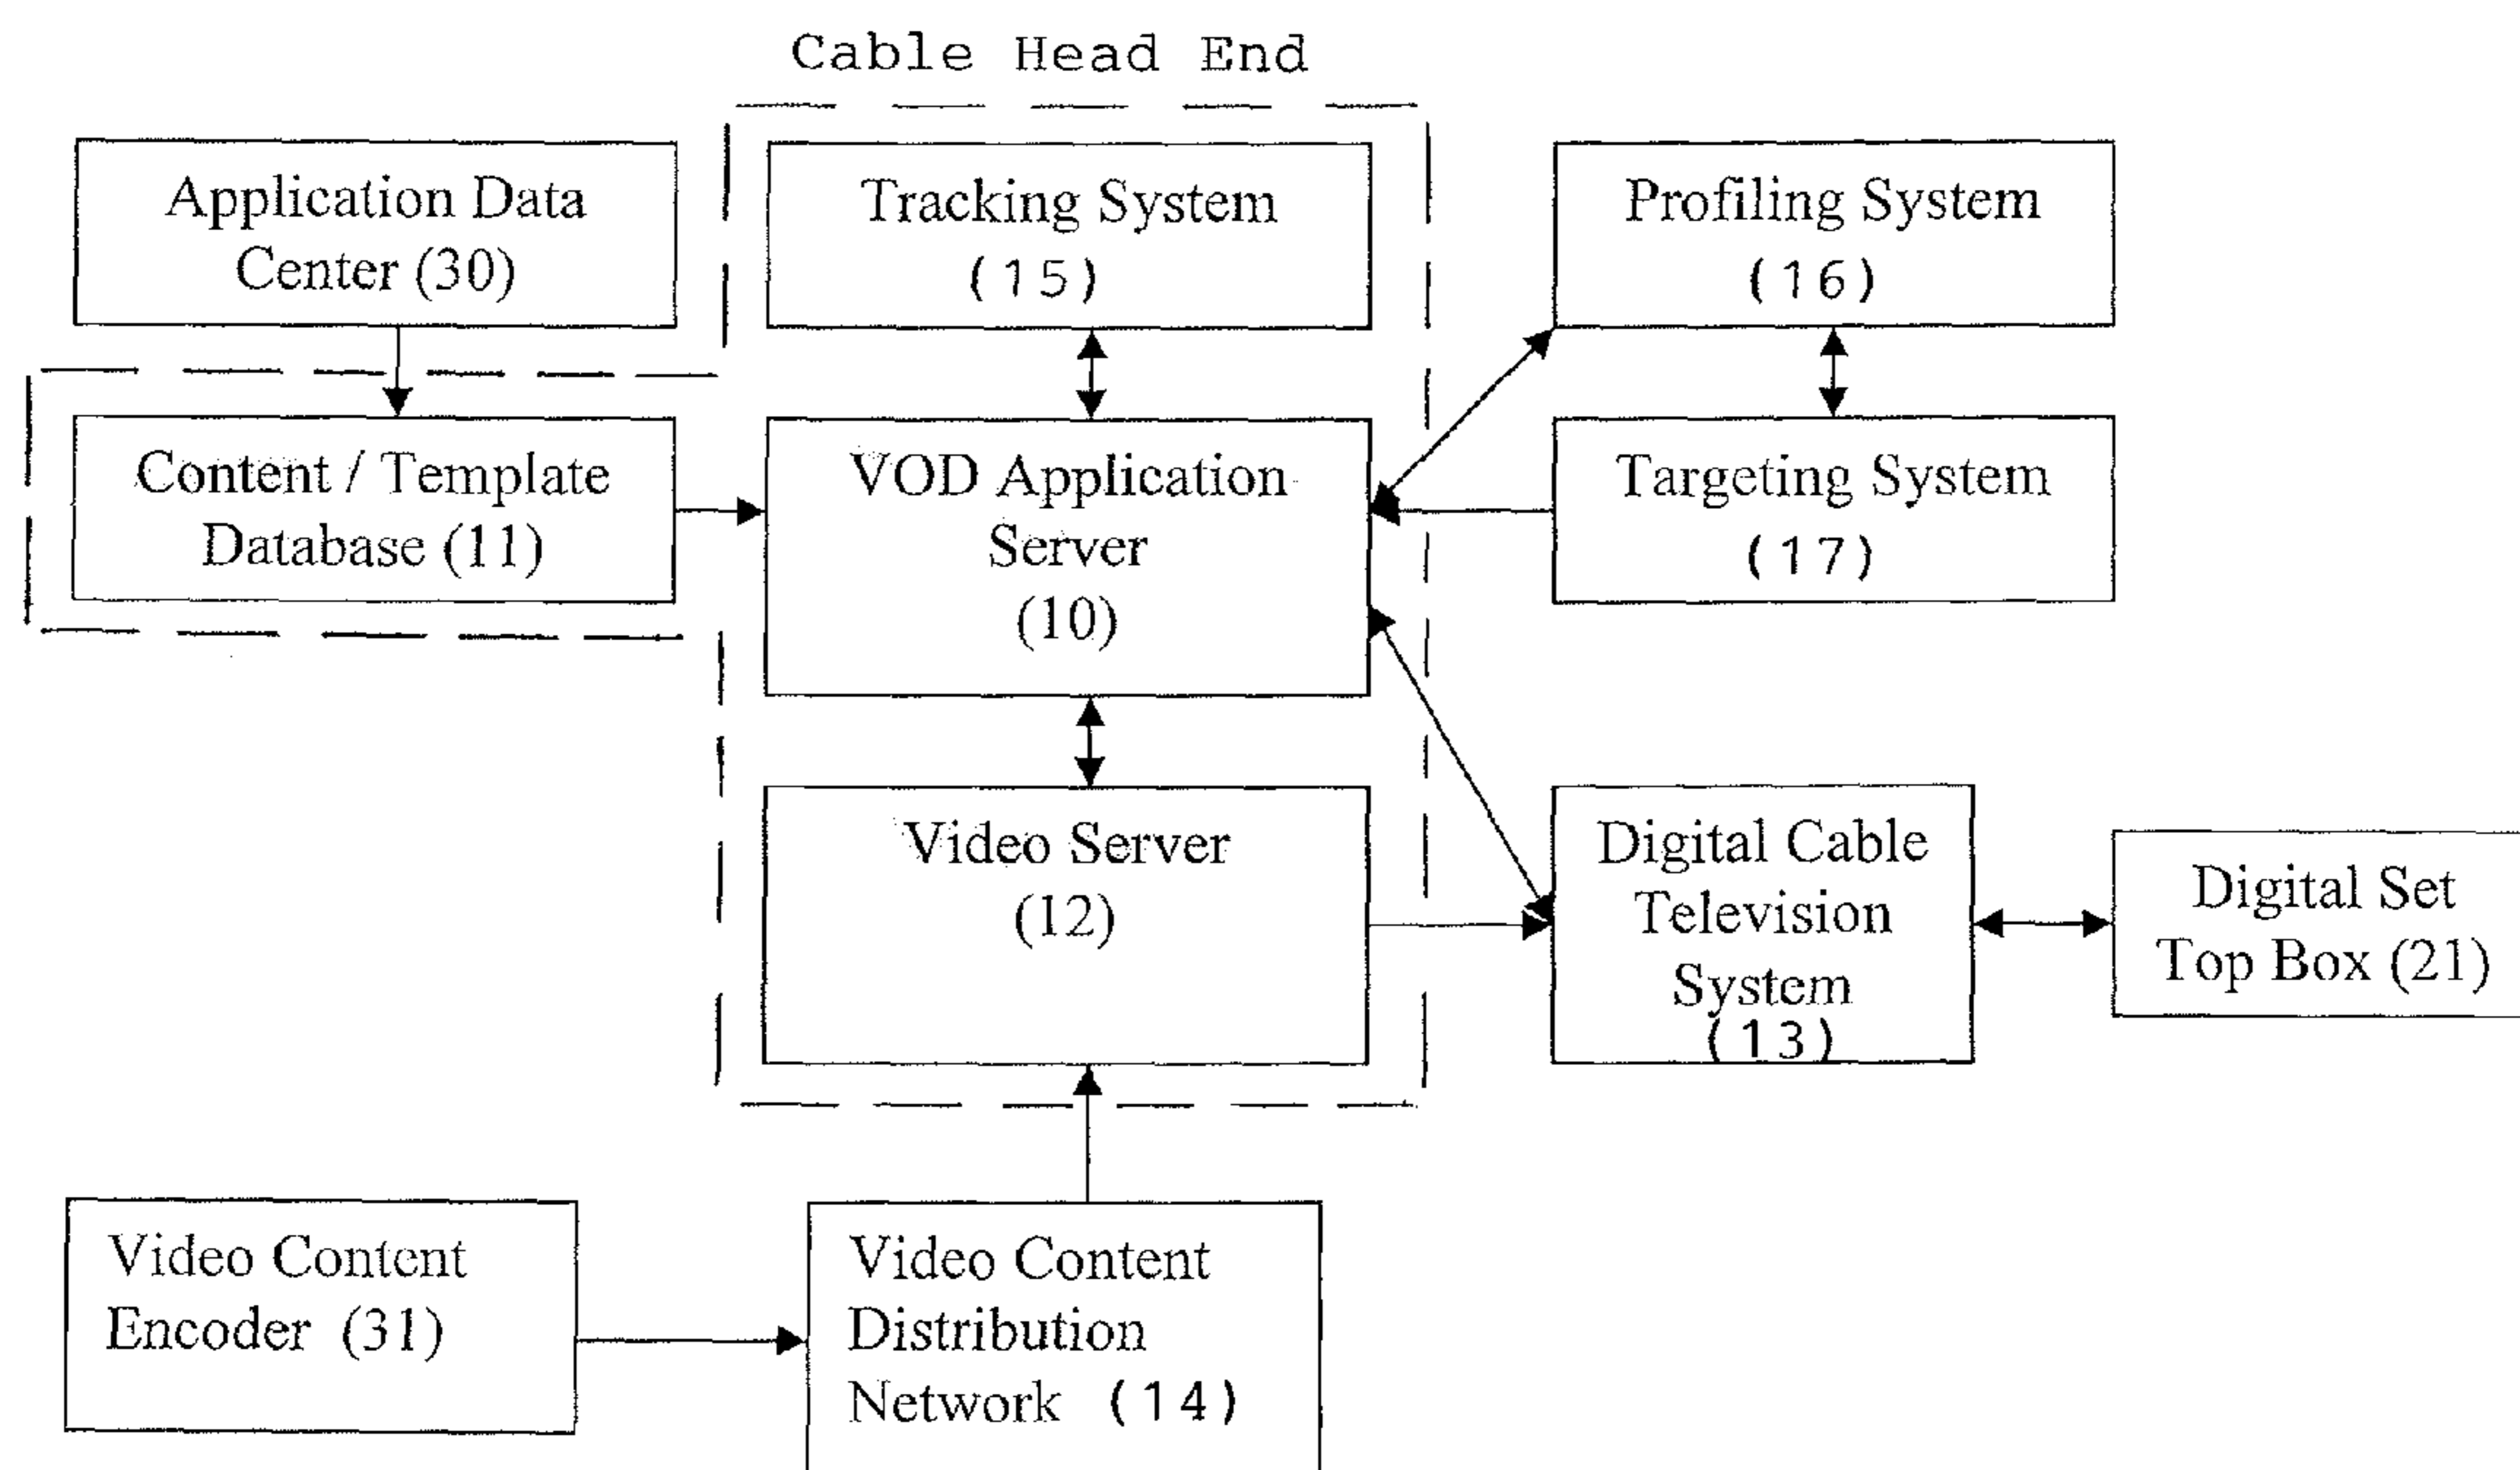 Cable Head End
Application Data
Center (30)
Tracking System
(15)
Profiling System
(16)
Content / Template
Database (11)
VOD Application
Server
(10)
Targeting System
(17)
Video Server
(12)
Digital Cable
Television
System
(13)
Digital Set
Top Box (21)
Video Content
Encoder (31)
Video Content
Distribution
Network (14)